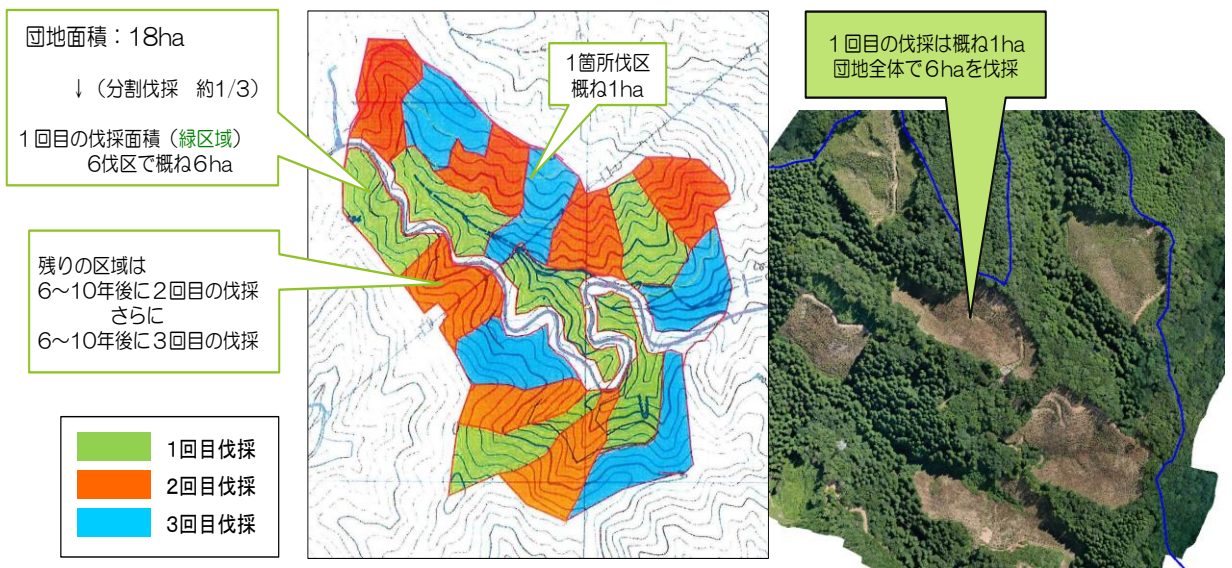 団地面積：18ha
↓（分割伐採　約1/3）
1回目の伐採面積（緑区域）
6伐区で概ね6ha
残りの区域は
6～10年後に2回目の伐採
さらに
6～10年後に3回目の伐採
1回目伐採
2回目伐採
3回目伐採
1箇所伐区
概ね1ha
1回目の伐採は概ね1ha
団地全体で6haを伐採